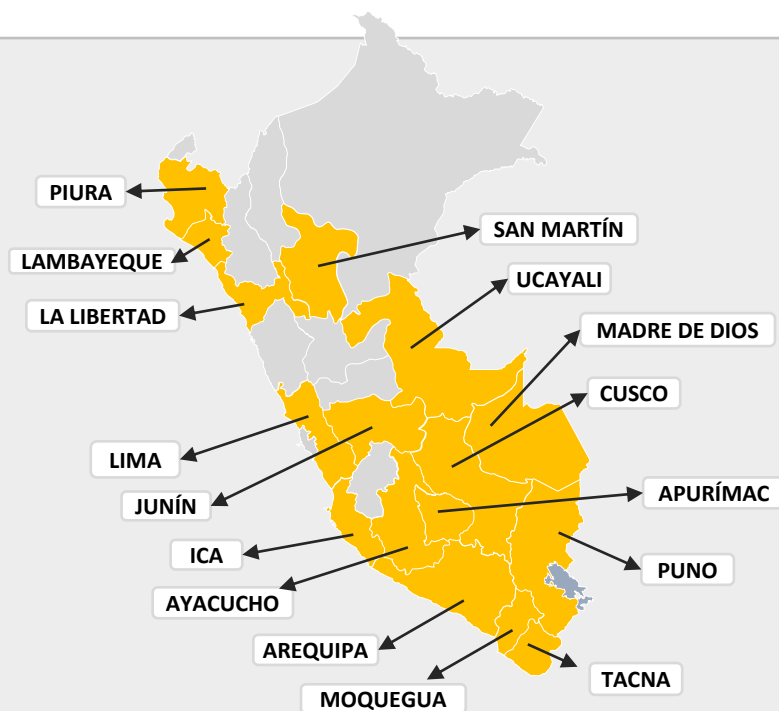 PIURA
LAMBAYEQUE
LA LIBERTAD
SAN MARTÍN
UCAYALI
MADRE DE DIOS
CUSCO
LIMA
JUNÍN
APURÍMAC
ICA
PUNO
AYACUCHO
AREQUIPA
TACNA
MOQUEGUA